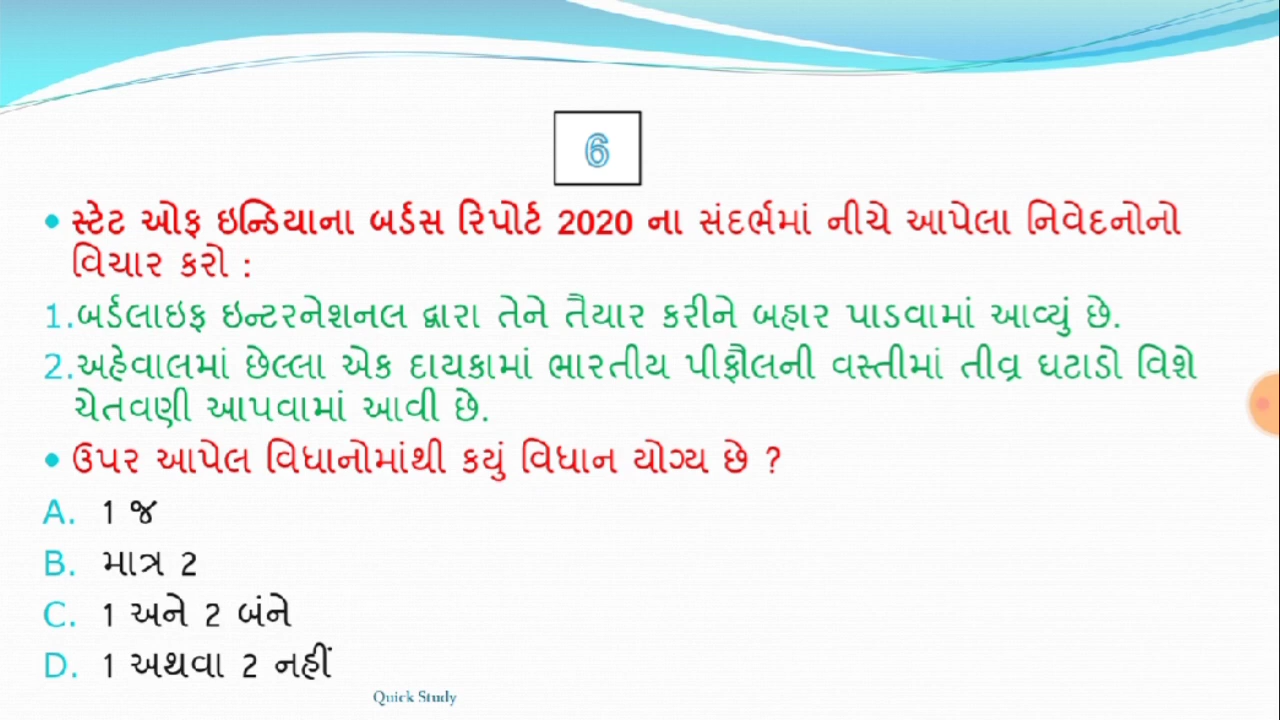 6
• સ્ટેટ ઓફ ઇન્ડિયાના બર્ડસ રિપોર્ટ 2020 ના સંદર્ભમાં નીચે આપેલા નિવેદનોનો
વિચાર કરો :
1.બર્ડલાઇફ ઇન્ટરનેશનલ દ્વારા તેને તૈયાર કરીને બહાર પાડવામાં આવ્યું છે.
2.અહેવાલમાં છેલ્લા એક દાયકામાં ભારતીય પીફૌલની વસ્તીમાં તીવ્ર ઘટાડો વિશે
ચેતવણી આપવામાં આવી છે.
• ઉપર આપેલ વિધાનોમાંથી કયું વિધાન યોગ્ય છે ?
A. 1 જ
B. માત્ર 2
C. 1 અને 2 બંને
D. 1 અથવા 2 નહીં
Quick Study